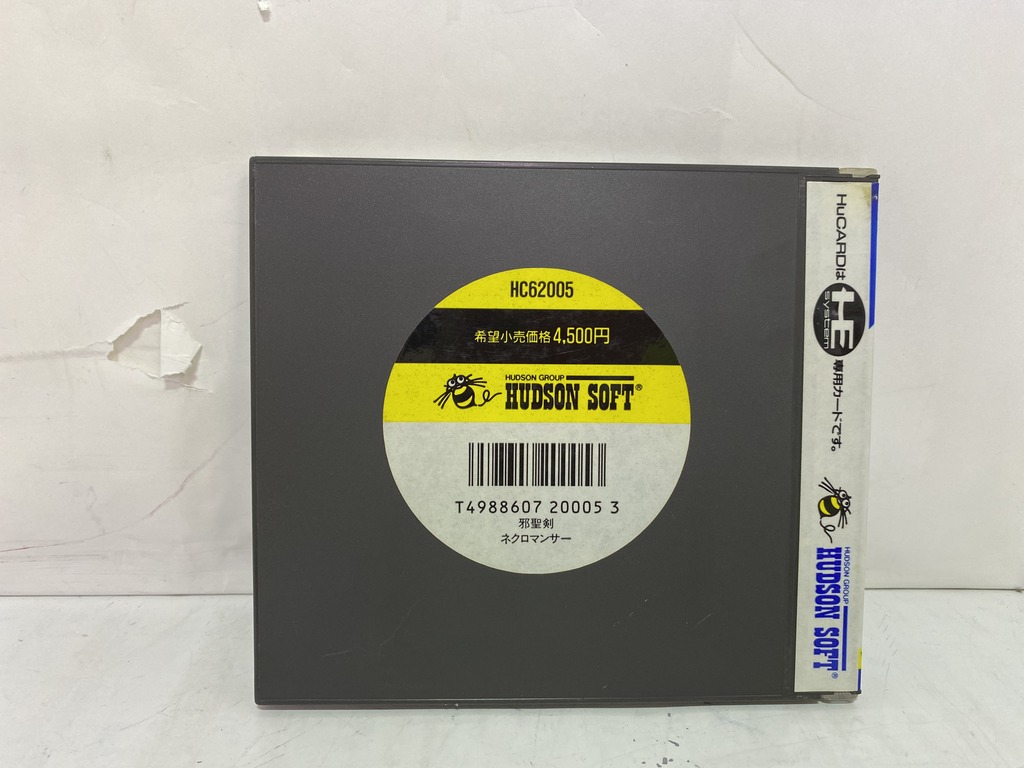 HC62005
希望小売価格4,500円
HUDSON GROUP
HUDSON SOFT®
T4988607 20005 3
邪聖剣
ネクロマンサー
HuCARDは
HE
SYSTEM
専用カードです。
HUDSON GROUP
HUDSON SOFT®